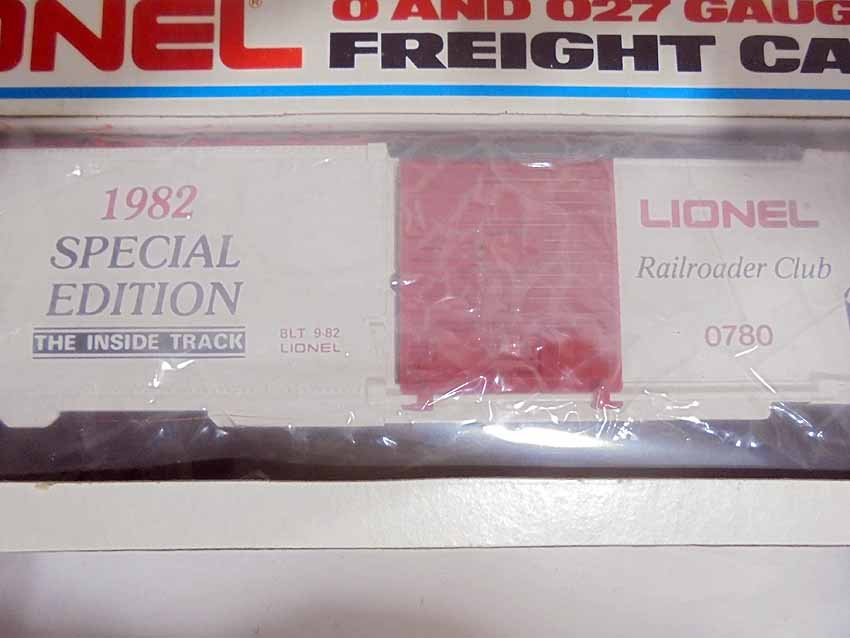 ONEL®
O AND O27 GAUG
FREIGHT CA
1982
SPECIAL
EDITION
THE INSIDE TRACK
BLT 9-82
LIONEL
LIONEL
Railroader Club
0780